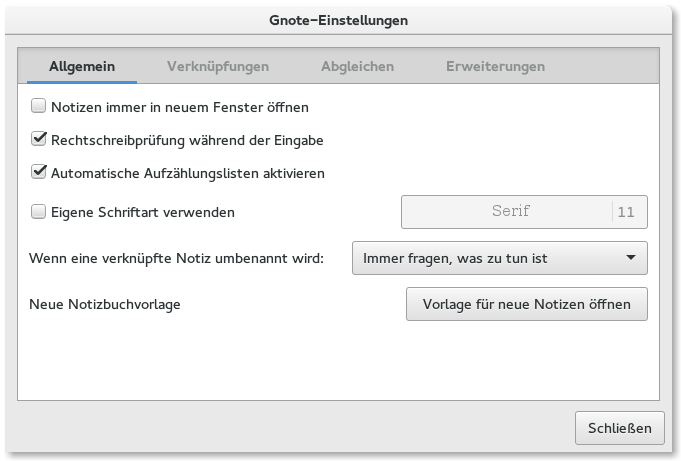 Gnote-Einstellungen
Allgemein Verknüpfungen Abgleichen Erweiterungen
Notizen immer in neuem Fenster öffnen
Rechtschreibprüfung während der Eingabe
Automatische Aufzählungslisten aktivieren
Eigene Schriftart verwenden Serif 11
Wenn eine verknüpfte Notiz umbenannt wird: Immer fragen, was zu tun ist
Neue Notizbuchvorlage Vorlage für neue Notizen öffnen
Schließen